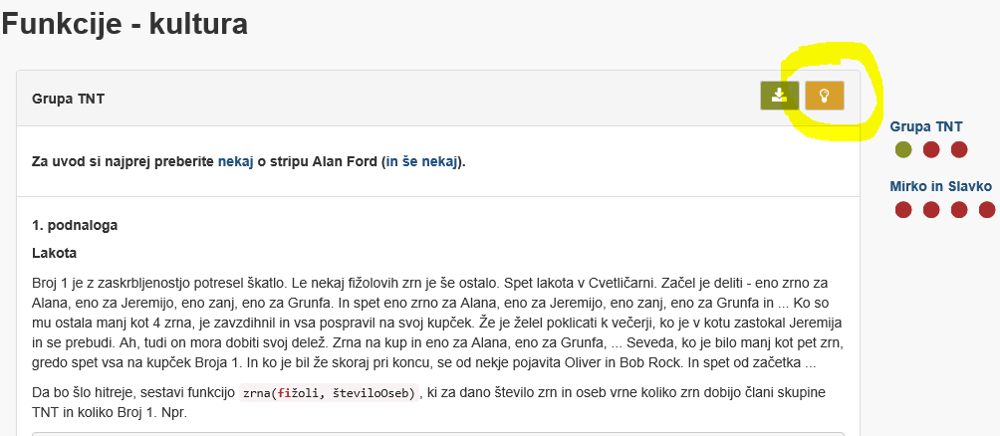 Funkcije - kultura
Grupa TNT
Za uvod si najprej preberite nekaj o stripu Alan Ford (in še nekaj).
1. podnaloga
Lakota
Broj 1 je z zaskrbljenostjo potresel škatlo. Le nekaj fižolovih zrn je še ostalo. Spet lakota v Cvetličarni. Začel je deliti - eno zrno za
Alana, eno za Jeremijo, eno zanj, eno za Grunfa. In spet eno zrno za Alana, eno za Jeremijo, eno zanj, eno za Grunfa in ... Ko so
mu ostala manj kot 4 zrna, je zavzdihnil in vsa pospravil na svoj kupček. Že je želel poklicati k večerji, ko je v kotu zastokal Jeremija
in se prebudi. Ah, tudi on mora dobiti svoj delež. Zrna na kup in eno za Alana, eno za Grunfa, ... Seveda, ko je bilo manj kot pet zrn,
gredo spet vsa na kupček Broja 1. In ko je bil že skoraj pri koncu, se od nekje pojavita Oliver in Bob Rock. In spet od začetka ...
Da bo šlo hitreje, sestavi funkcijo zrna(fižoli, številoOseb), ki za dano število zrn in oseb vrne koliko zrn dobijo člani skupine
TNT in koliko Broj 1. Npr.
Grupa TNT
Mirko in Slavko